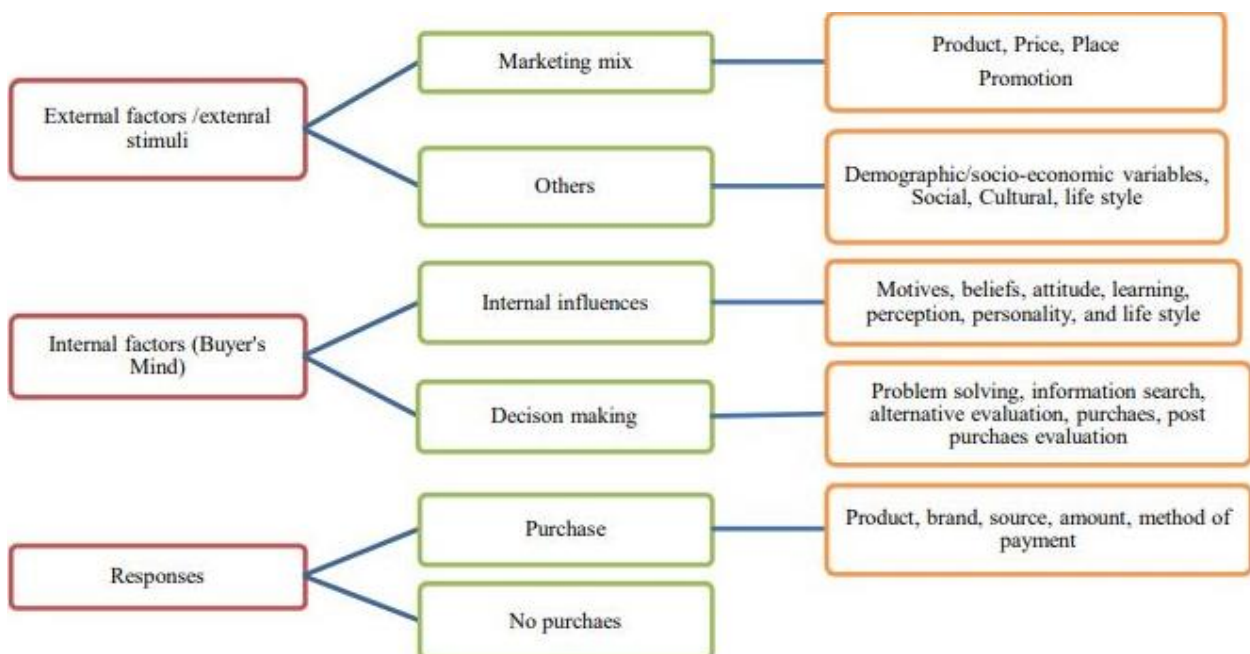 External factors /extenral
stimuli
Marketing mix
Product, Price, Place
Promotion
Others
Demographic/socio-economic variables,
Social, Cultural, life style
Internal factors (Buyer's
Mind)
Internal influences
Motives, beliefs, attitude, learning,
perception, personality, and life style
Decison making
Problem solving, information search,
alternative evaluation, purchaes, post
purchaes evaluation
Responses
Purchase
Product, brand, source, amount, method of
payment
No purchaes